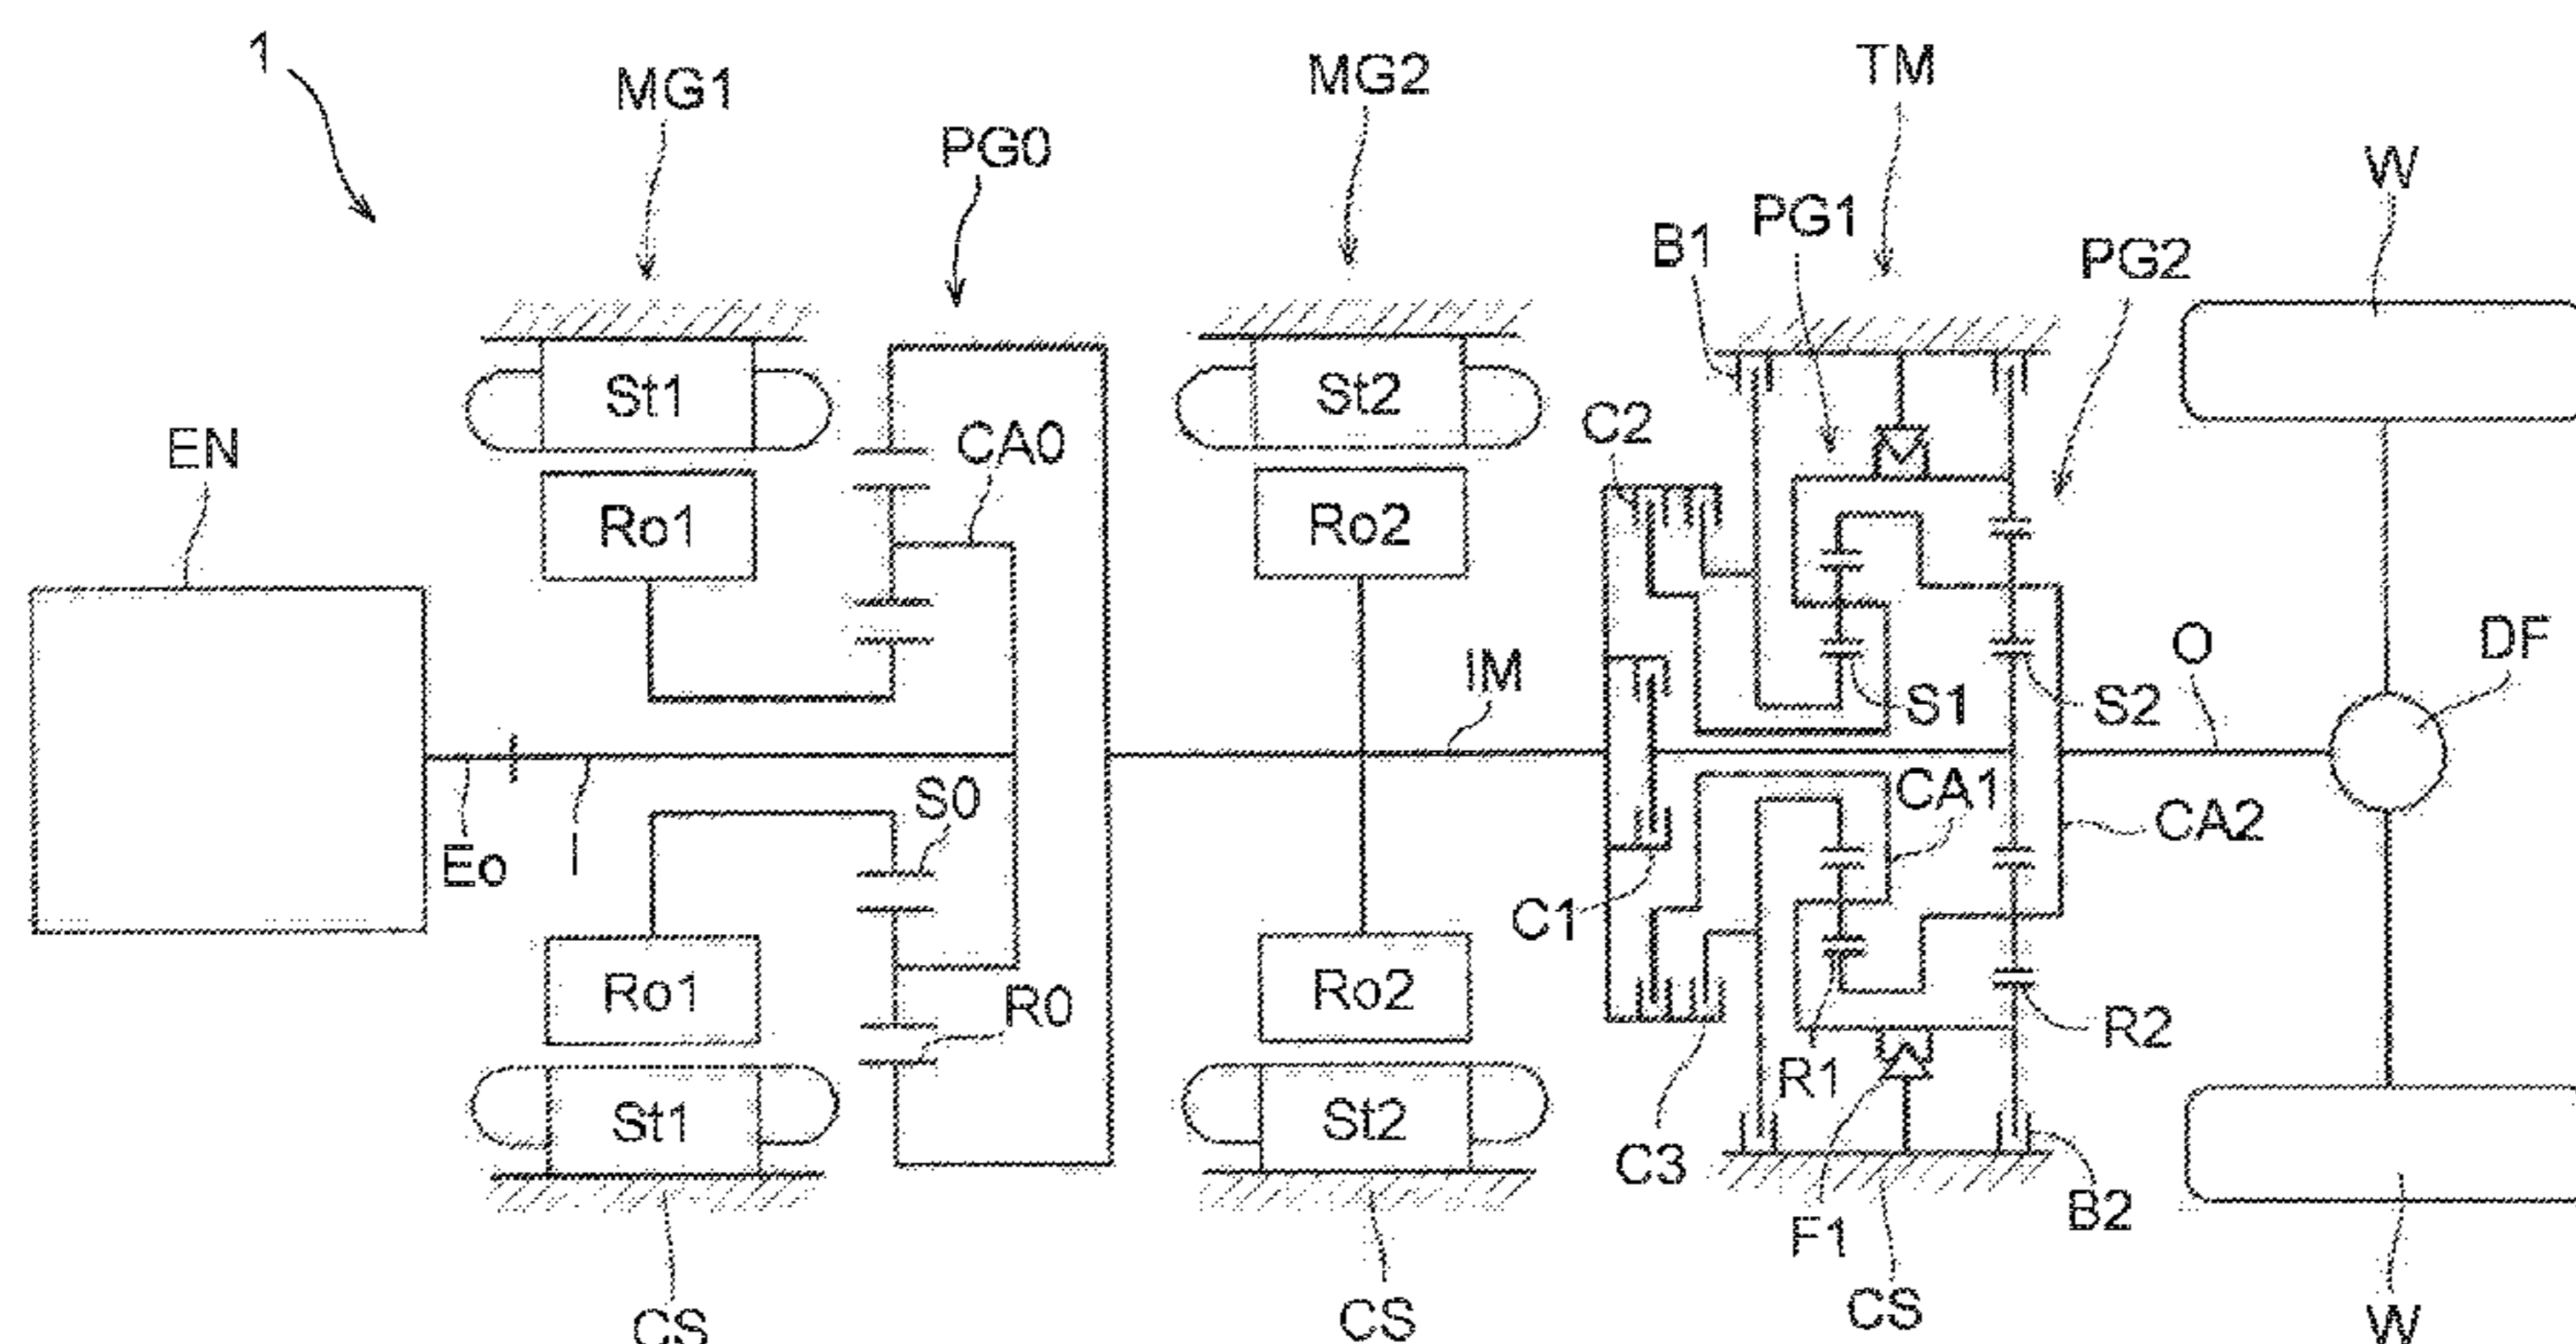 1
MG1
MG2
TM
PG0
W
B1
PG1
PG2
St1
St2
C2
EN
CA0
Ro1
Ro2
IM
O
DF
S1
S2
Eo
I
S0
CA1
CA2
C1
Ro1
R0
Ro2
R1
R2
St1
St2
C3
F1
B2
CS
CS
CS
W